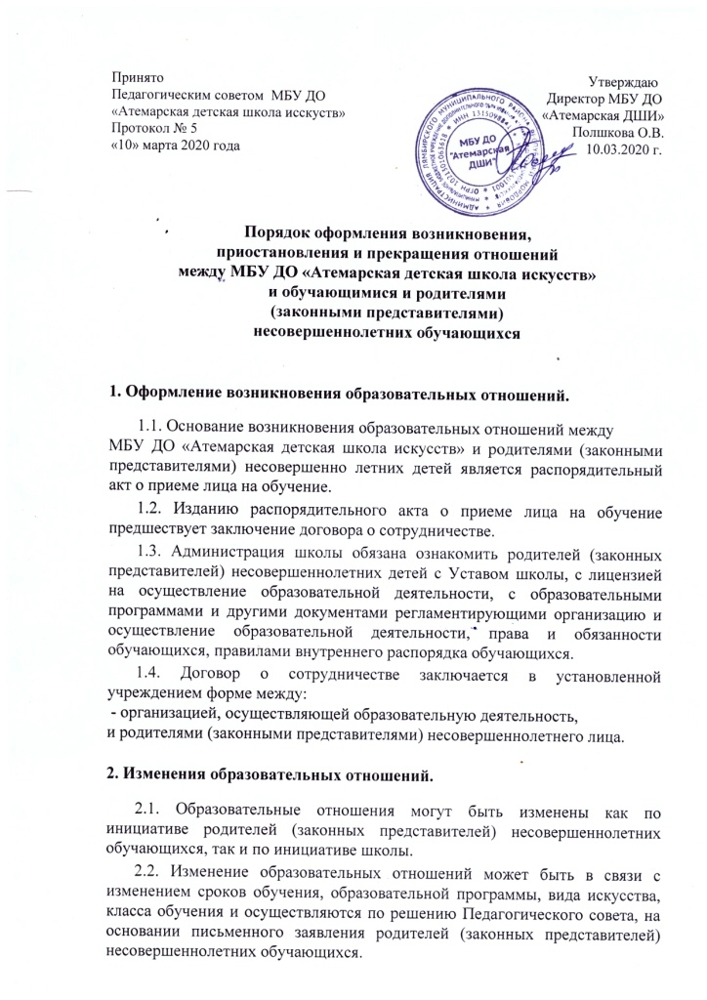 Принято
Педагогическим советом МБУ ДО
«Атемарская детская школа исскуств»
Протокол № 5
«10» марта 2020 года
Утверждаю
Директор МБУ ДО
«Атемарская ДШИ»
Полшкова О.В.
10.03.2020 г.
МБУ ДО
"Атемарская
ДШИ"
Порядок оформления возникновения,
приостановления и прекращения отношений
между МБУ ДО «Атемарская детская школа искусств»
и обучающимися и родителями
(законными представителями)
несовершеннолетних обучающихся
1. Оформление возникновения образовательных отношений.
1.1. Основание возникновения образовательных отношений между
МБУ ДО «Атемарская детская школа искусств» и родителями (законными
представителями) несовершенно летних детей является распорядительный
акт о приеме лица на обучение.
1.2. Изданию распорядительного акта о приеме лица на обучение
предшествует заключение договора о сотрудничестве.
1.3. Администрация школы обязана ознакомить родителей (законных
представителей) несовершеннолетних детей с Уставом школы, с лицензией
на осуществление образовательной деятельности, с образовательными
программами и другими документами регламентирующими организацию и
осуществление образовательной деятельности, права и обязанности
обучающихся, правилами внутреннего распорядка обучающихся.
1.4. Договор о сотрудничестве заключается в установленной
учреждением форме между:
- организацией, осуществляющей образовательную деятельность,
и родителями (законными представителями) несовершеннолетнего лица.
2. Изменения образовательных отношений.
2.1. Образовательные отношения могут быть изменены как по
инициативе родителей (законных представителей) несовершеннолетних
обучающихся, так и по инициативе школы.
2.2. Изменение образовательных отношений может быть в связи с
изменением сроков обучения, образовательной программы, вида искусства,
класса обучения и осуществляются по решению Педагогического совета, на
основании письменного заявления родителей (законных представителей)
несовершеннолетних обучающихся.